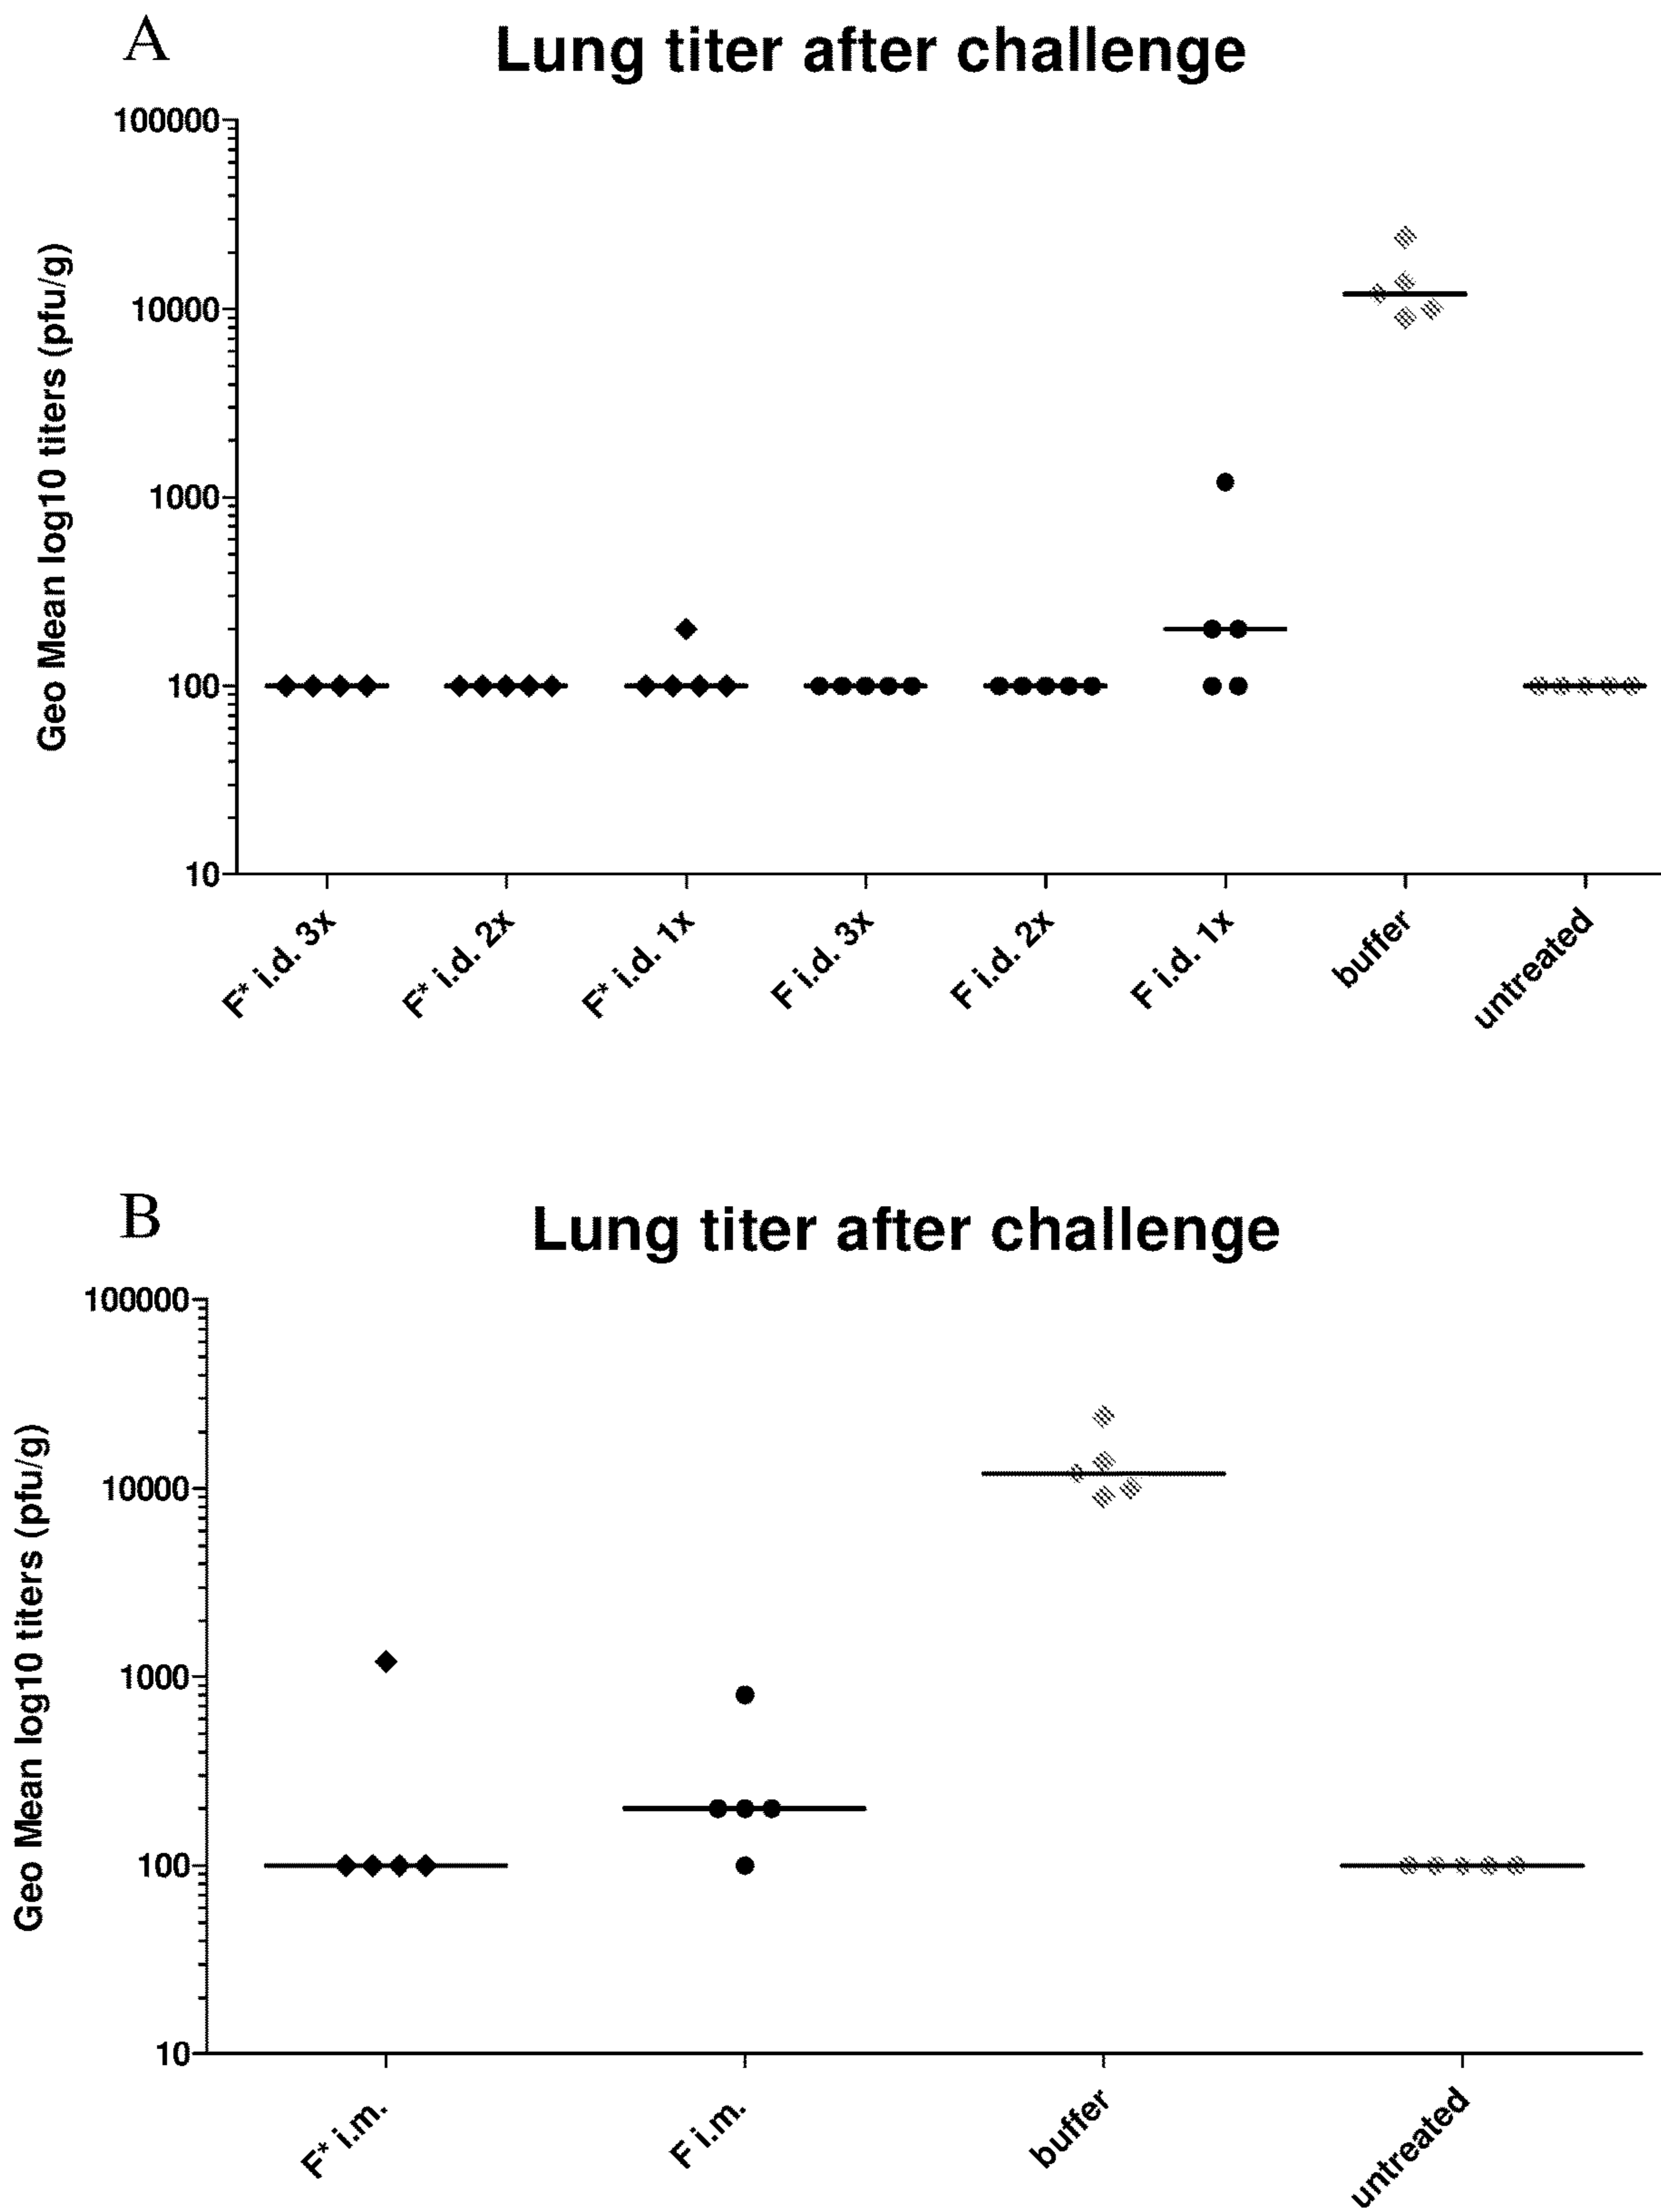 A
Lung titer after challenge
Geo Mean log10 titers (pfu/g)
100000
10000
1000
100
10
F* i.d. 3x
F* i.d. 2x
F* i.d. 1x
F i.d. 3x
F i.d. 2x
F i.d. 1x
buffer
untreated
B
Lung titer after challenge
Geo Mean log10 titers (pfu/g)
100000
10000
1000
100
10
F* i.m.
F i.m.
buffer
untreated